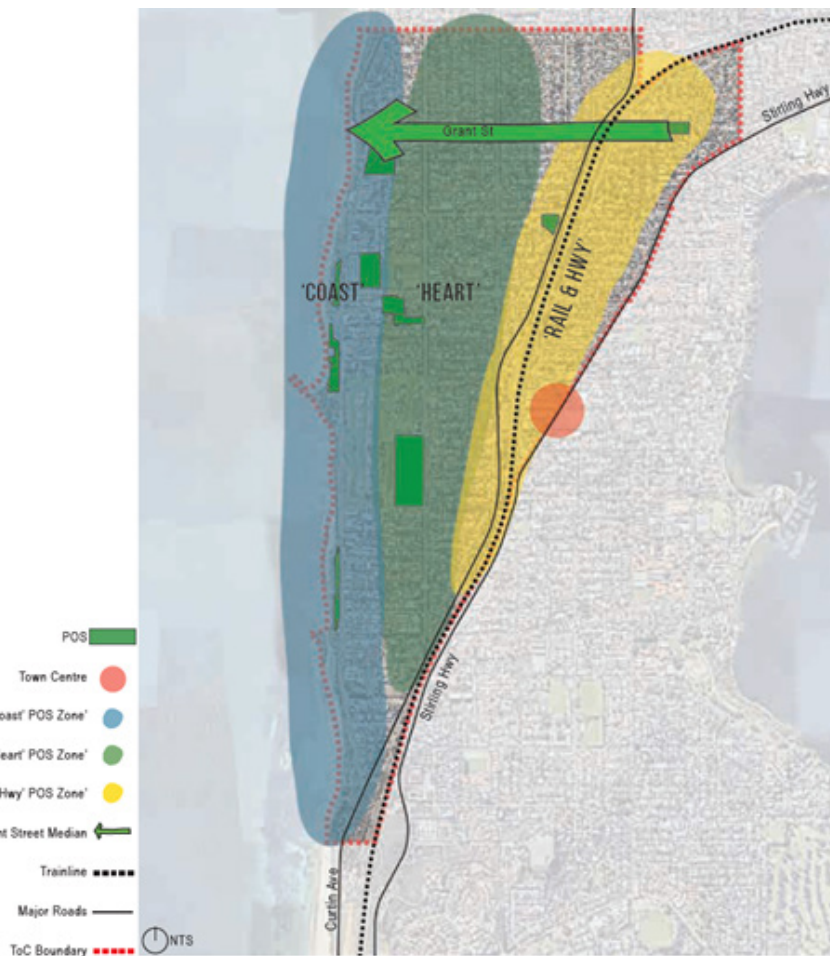 Grant St
Stirling Hwy
'COAST'
'HEART'
'RAIL & HWY'
Stirling Hwy
Curtin Ave
POS
Town Centre
oast' POS Zone'
eart' POS Zone'
Hwy' POS Zone'
nt Street Median
Trainline
Major Roads
ToC Boundary
NTS